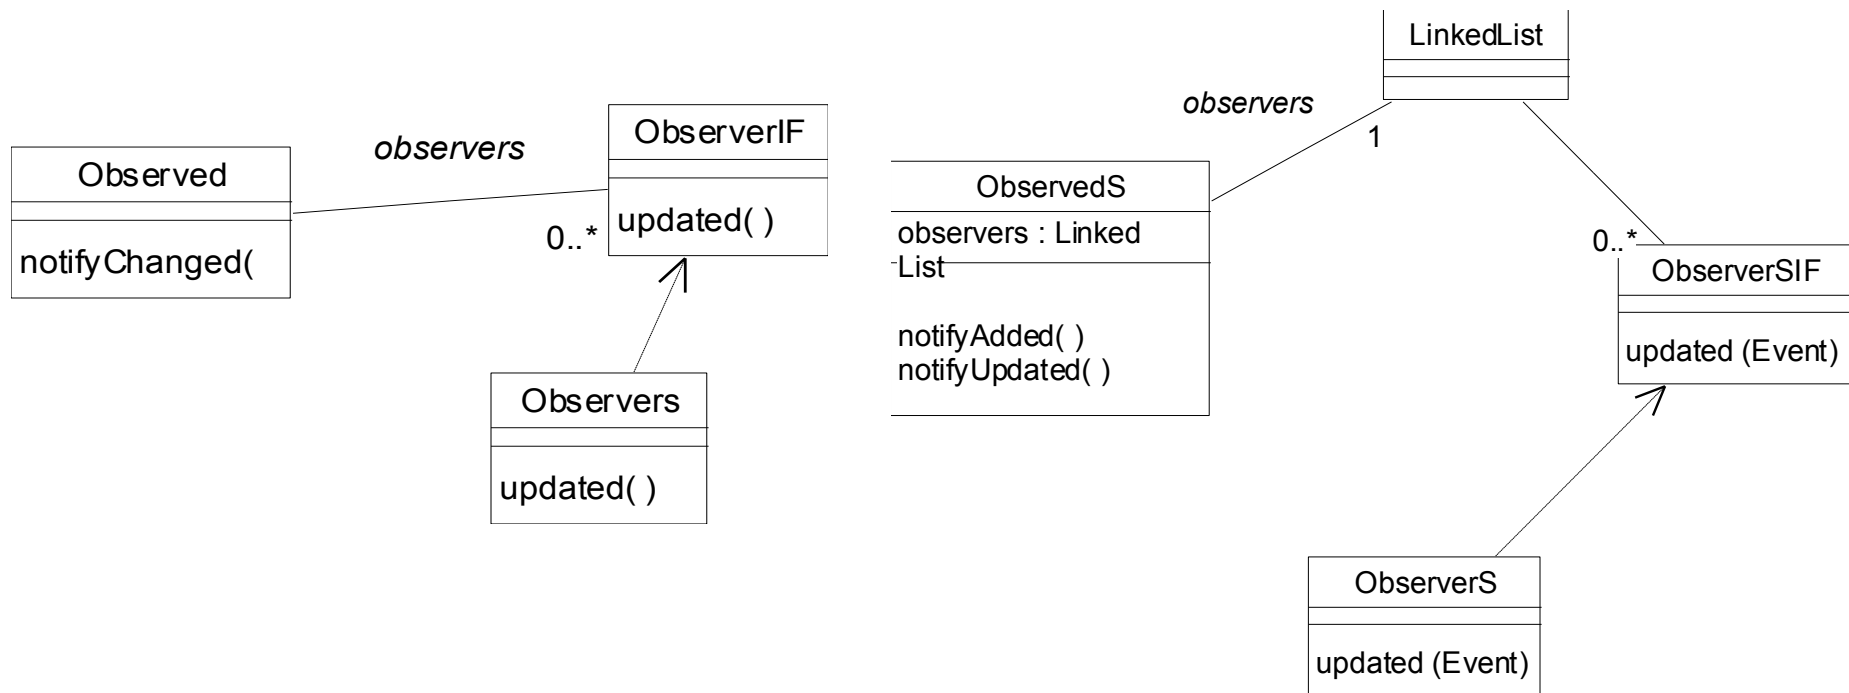 Observed
notifyChanged(
observers
0..*
ObserverIF
updated( )
Observers
updated( )
LinkedList
observers
1
ObservedS
observers : Linked
List
notifyAdded( )
notifyUpdated( )
0..*
ObserverSIF
updated (Event)
ObserverS
updated (Event)